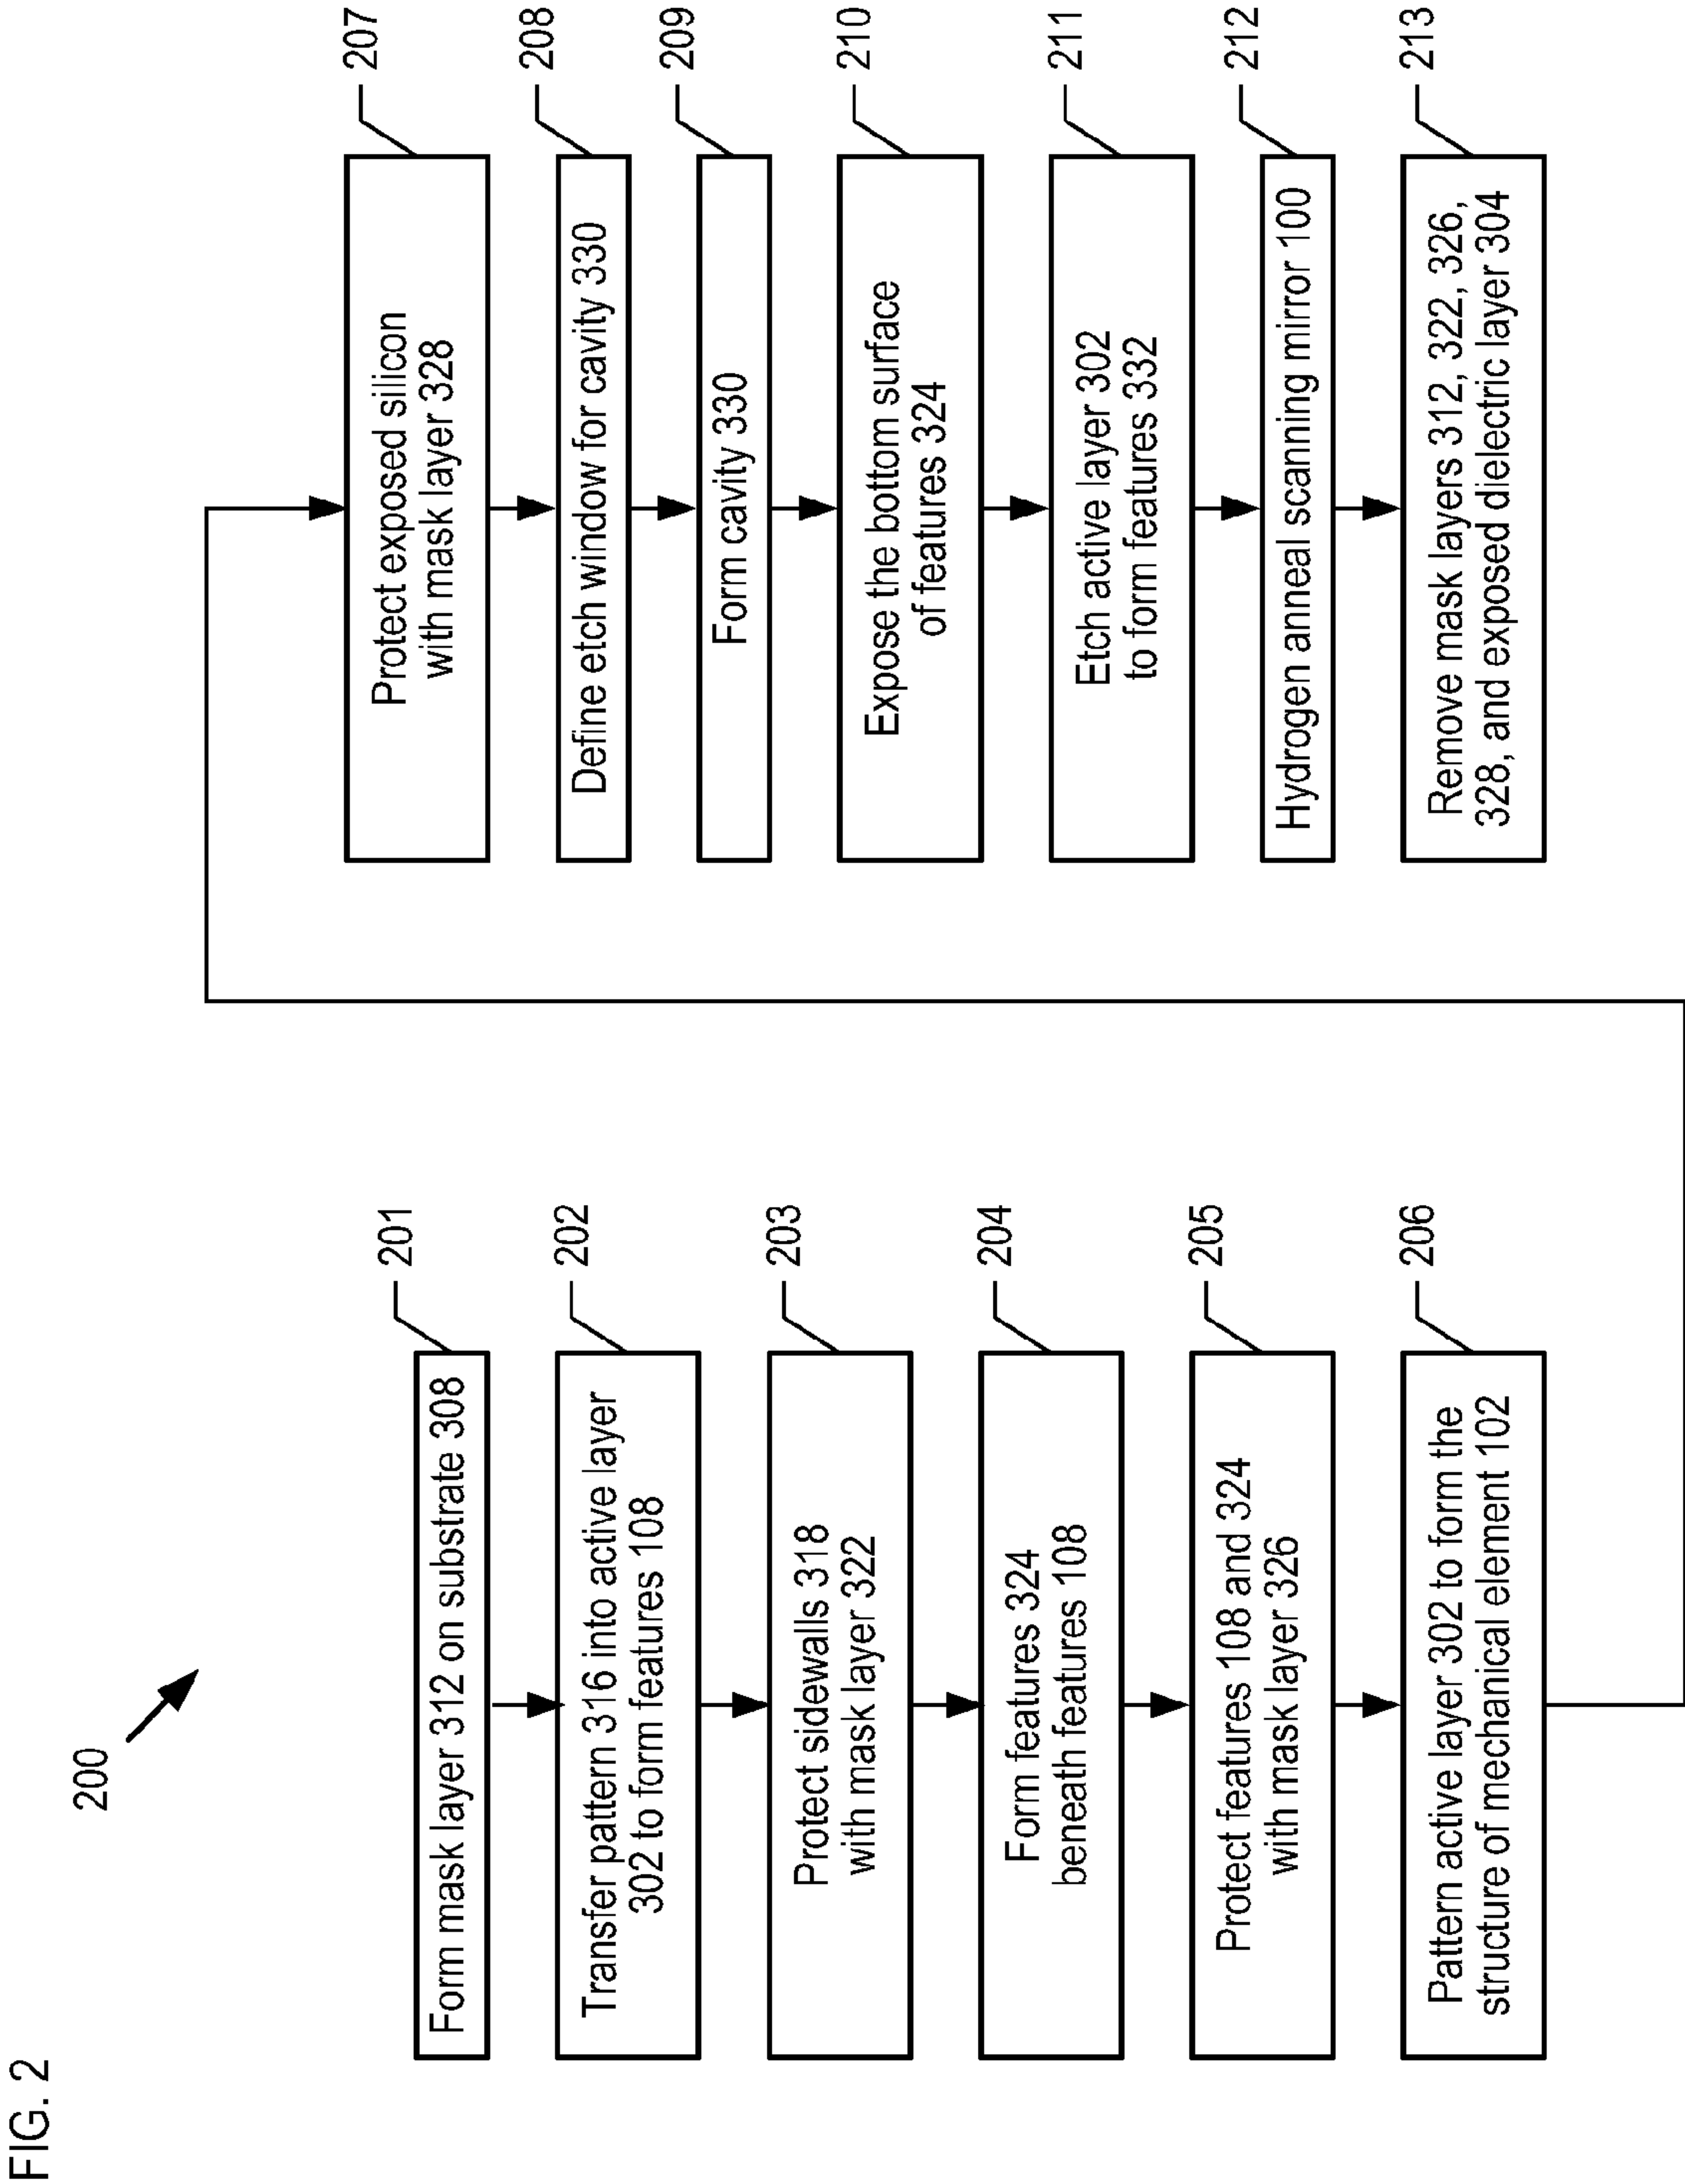 FIG. 2
200
201
Form mask layer 312 on substrate 308
202
Transfer pattern 316 into active layer
302 to form features 108
203
Protect sidewalls 318
with mask layer 322
204
Form features 324
beneath features 108
205
Protect features 108 and 324
with mask layer 326
206
Pattern active layer 302 to form the
structure of mechanical element 102
207
Protect exposed silicon
with mask layer 328
208
Define etch window for cavity 330
209
Form cavity 330
210
Expose the bottom surface
of features 324
211
Etch active layer 302
to form features 332
212
Hydrogen anneal scanning mirror 100
213
Remove mask layers 312, 322, 326,
328, and exposed dielectric layer 304